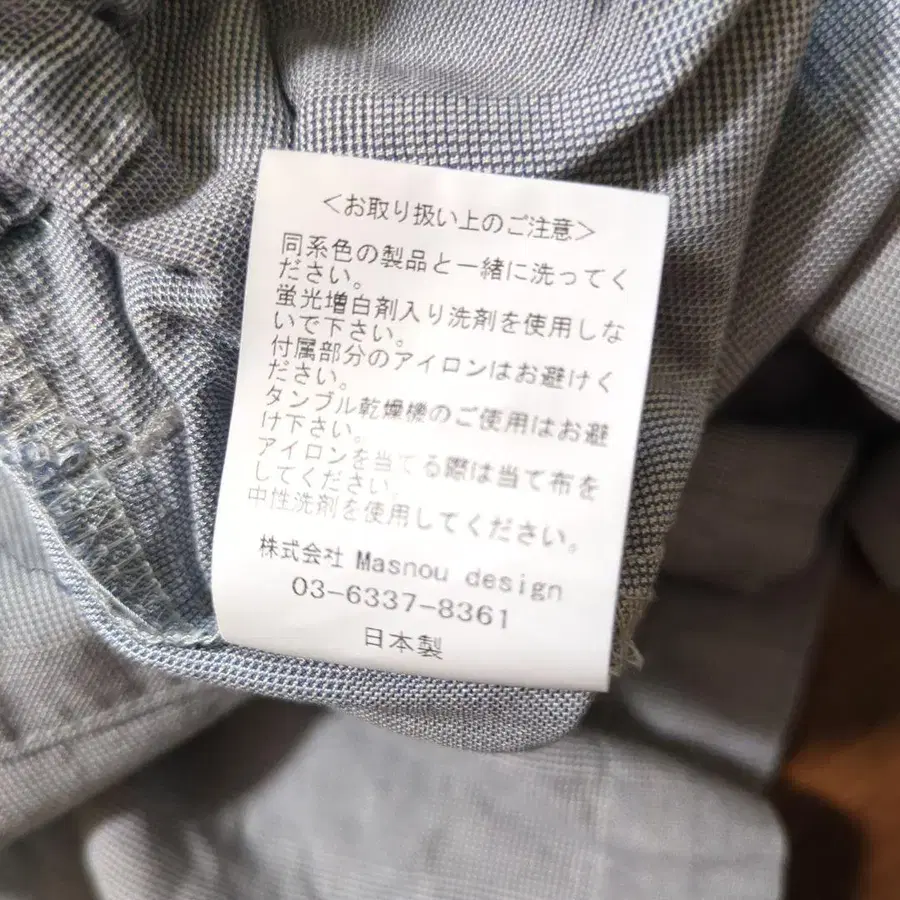 ＜お取り扱い上のご注意＞
同系色の製品と一緒に洗ってく
ださい。
蛍光増白剤入り洗剤を使用しな
いで下さい。
付属部分のアイロンはお避けく
ださい。
タンブル乾燥機のご使用はお避
け下さい。
アイロンを当てる際は当て布を
してください。
中性洗剤を使用してください。
株式会社 Masnou design
03-6337-8361
日本製